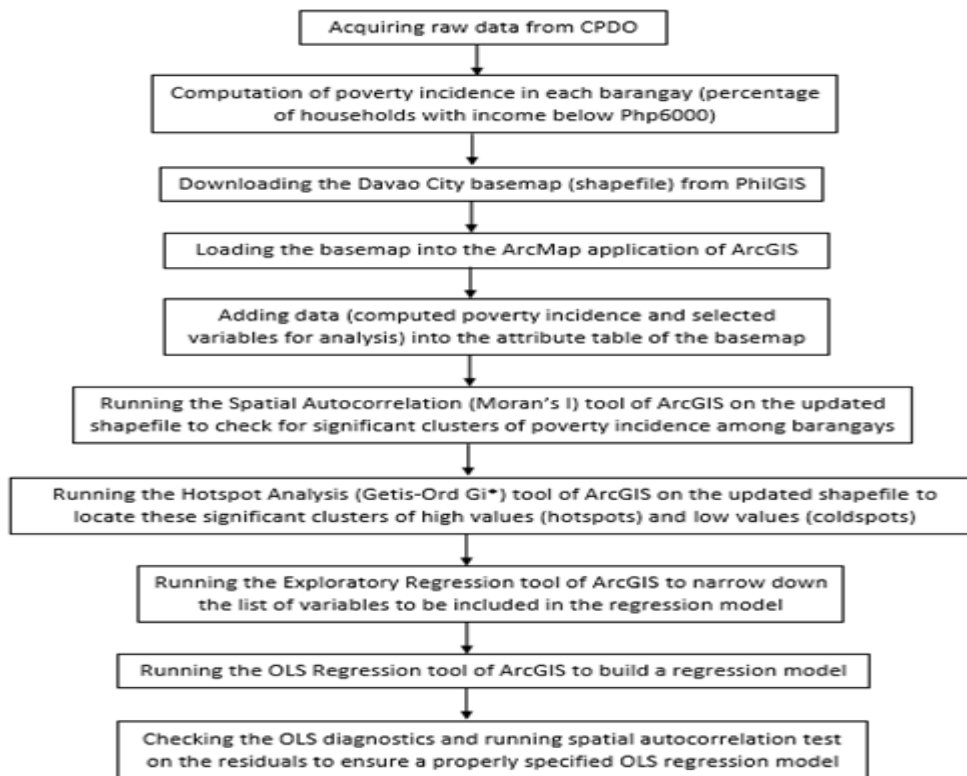 Acquiring raw data from CPDO
Computation of poverty incidence in each barangay (percentage
of households with income below Php6000)
Downloading the Davao City basemap (shapefile) from PhilGIS
Loading the basemap into the ArcMap application of ArcGIS
Adding data (computed poverty incidence and selected
variables for analysis) into the attribute table of the basemap
Running the Spatial Autocorrelation (Moran's I) tool of ArcGIS on the updated
shapefile to check for significant clusters of poverty incidence among barangays
Running the Hotspot Analysis (Getis-Ord Gi*) tool of ArcGIS on the updated shapefile to
locate these significant clusters of high values (hotspots) and low values (coldspots)
Running the Exploratory Regression tool of ArcGIS to narrow down
the list of variables to be included in the regression model
Running the OLS Regression tool of ArcGIS to build a regression model
Checking the OLS diagnostics and running spatial autocorrelation test
on the residuals to ensure a properly specified OLS regression model